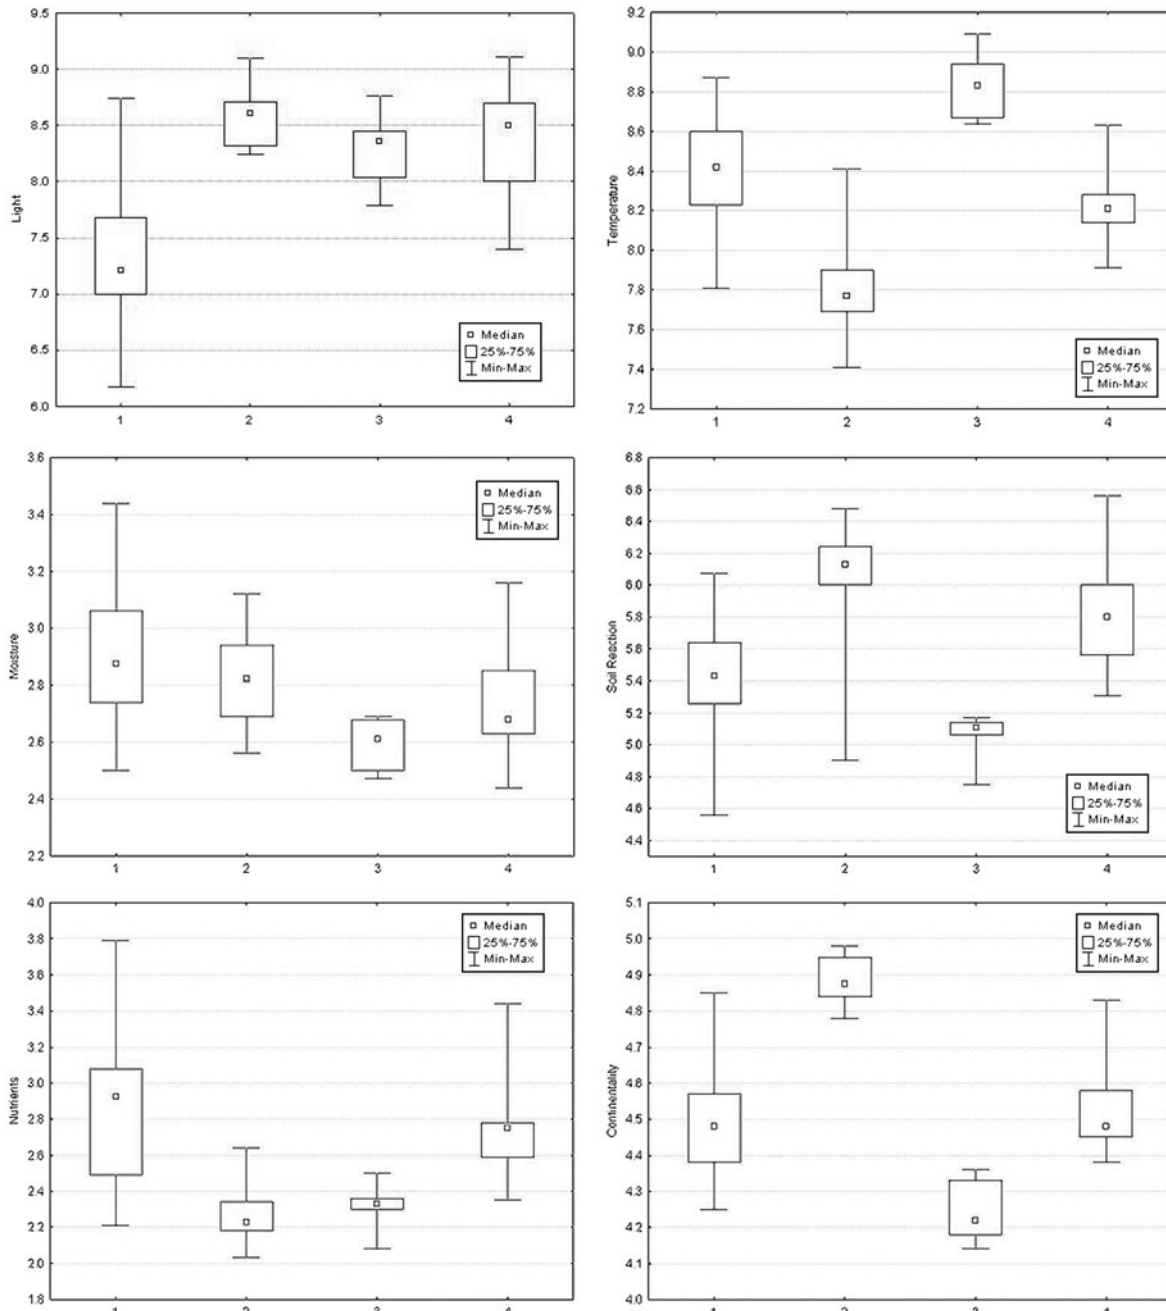 9.5
9.0
8.5
8.0
7.5
7.0
6.5
6.0
Light
Median
25%-75%
Min-Max
1 2 3 4
9.2
9.0
8.8
8.6
8.4
8.2
8.0
7.8
7.6
7.4
7.2
Temperature
Median
25%-75%
Min-Max
1 2 3 4
3.6
3.4
3.2
3.0
2.8
2.6
2.4
2.2
Moisture
Median
25%-75%
Min-Max
1 2 3 4
6.8
6.6
6.4
6.2
6.0
5.8
5.6
5.4
5.2
5.0
4.8
4.6
4.4
Soil Reaction
Median
25%-75%
Min-Max
1 2 3 4
4.0
3.8
3.6
3.4
3.2
3.0
2.8
2.6
2.4
2.2
2.0
1.8
Nutrients
Median
25%-75%
Min-Max
1 2 3 4
5.1
5.0
4.9
4.8
4.7
4.6
4.5
4.4
4.3
4.2
4.1
4.0
Continentality
Median
25%-75%
Min-Max
1 2 3 4